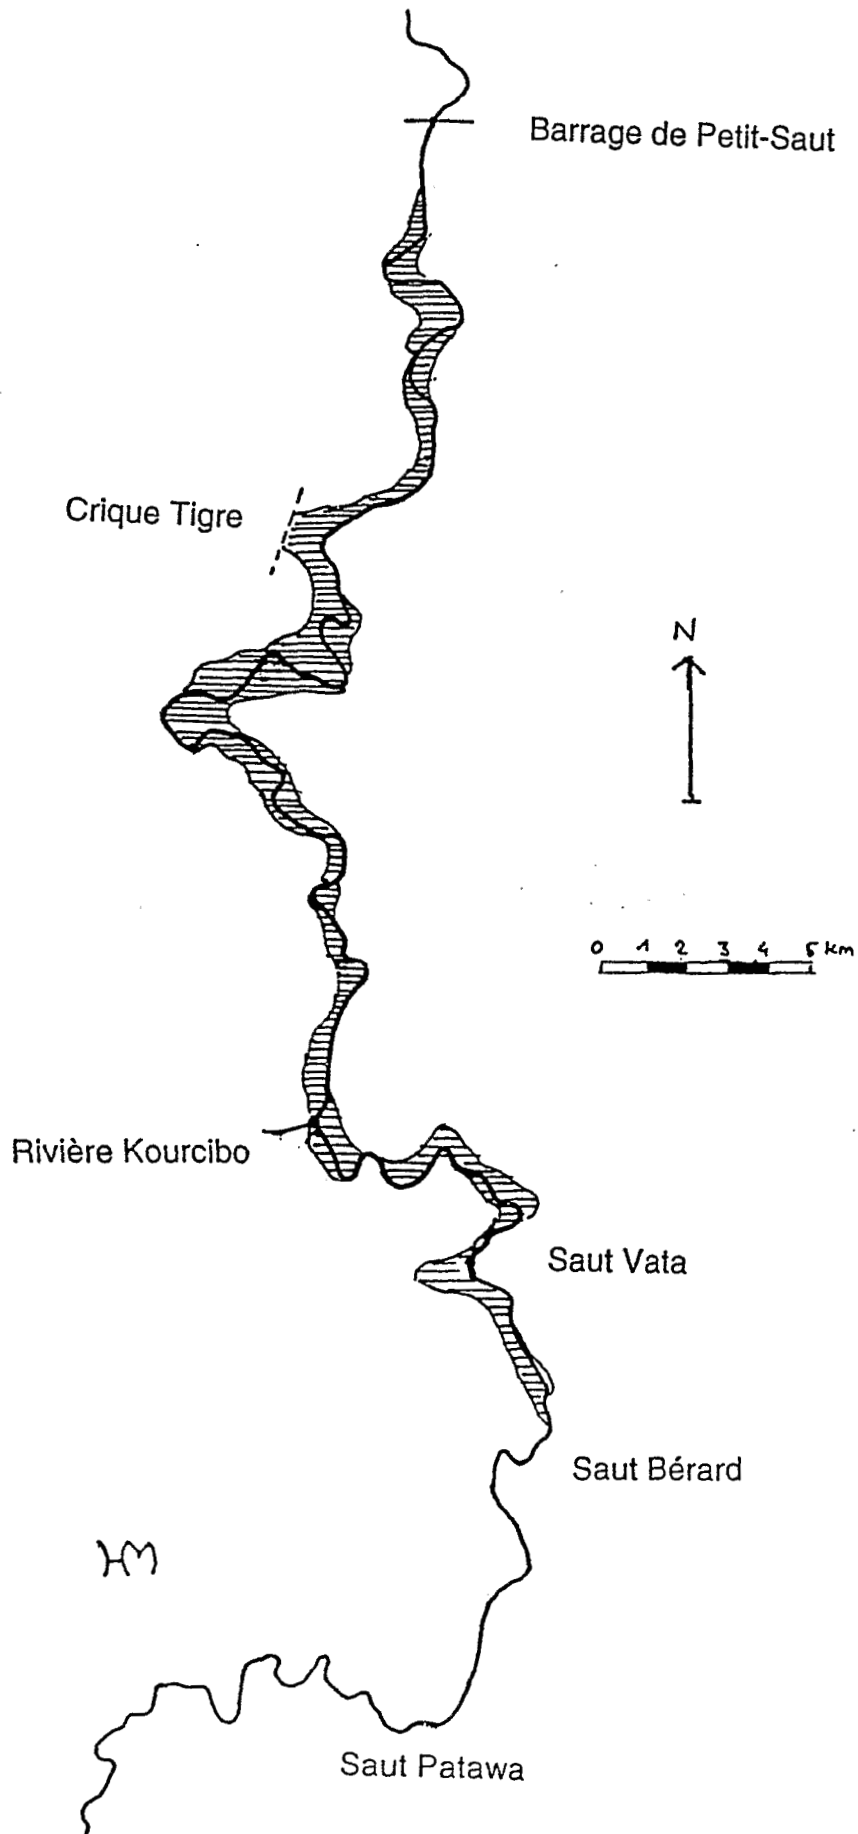 Barrage de Petit-Saut
Crique Tigre
N
0 1 2 3 4 5 km
Rivière Kourcibo
Saut Vata
Saut Bérard
HM
Saut Patawa